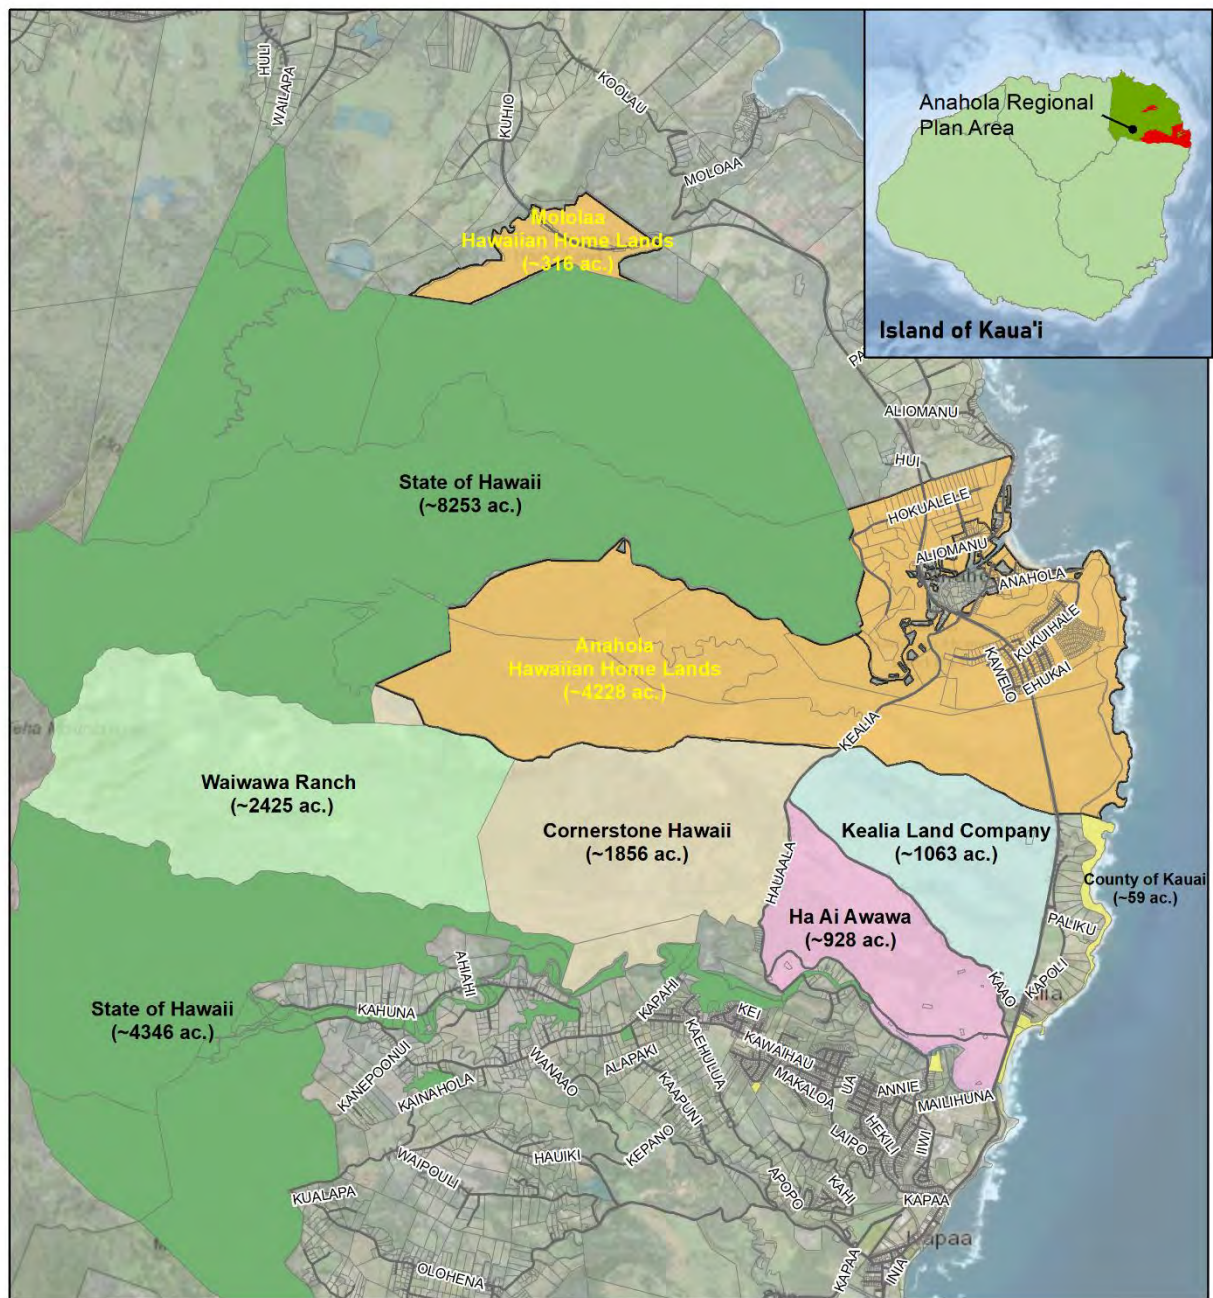 HULI
WAILAPA
KUHIO
KOOLAU
MOLOAA
Anahola Regional
Plan Area
Island of Kaua'i
Mololaa
Hawaiian Home Lands
(~316 ac.)
ALIOMANU
HUI
State of Hawaii
(~8253 ac.)
HOKUALELE
ALIOMANU
ANAHOLA
KUKUIHALE
KAWELO
EHUKAI
Anahola
Hawaiian Home Lands
(~4228 ac.)
KEALIA
Waiwawa Ranch
(~2425 ac.)
Cornerstone Hawaii
(~1856 ac.)
Kealia Land Company
(~1063 ac.)
HAUAALA
County of Kauai
(~59 ac.)
Ha Ai Awawa
(~928 ac.)
PALIKU
KAAO
KAPOLI
AHIAHI
State of Hawaii
(~4346 ac.)
KAHUNA
KAPAHI
KEI
KAEHULUA
KAWAIHAU
KANEPOONUI
WANAAO
ALAPAKI
MAKALOA
UA
ANNIE
KAINAHOLA
KAAPUNI
MAILIHUNA
HEKILI
LAIPO
IIWI
KEPANO
HAUIKI
WAIPOULI
KUALAPA
APOPO
KAHI
KAPAA
Kapaa
OLOHENA
KAPAA
INIA